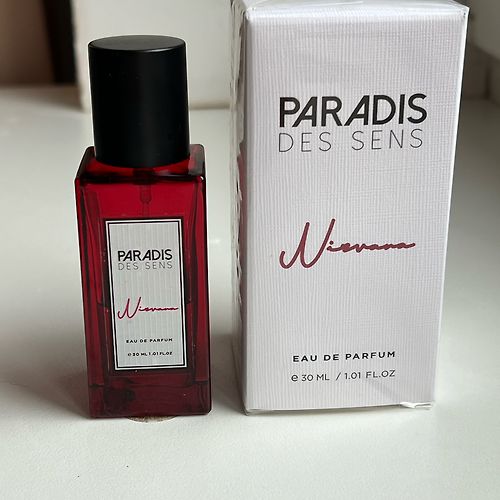 PARADIS
DES SENS
Nirvana
EAU DE PARFUM
℮ 30 ML 1.01 FL.OZ
PARADIS
DES SENS
Nirvana
EAU DE PARFUM
℮ 30 ML / 1.01 FL.OZ